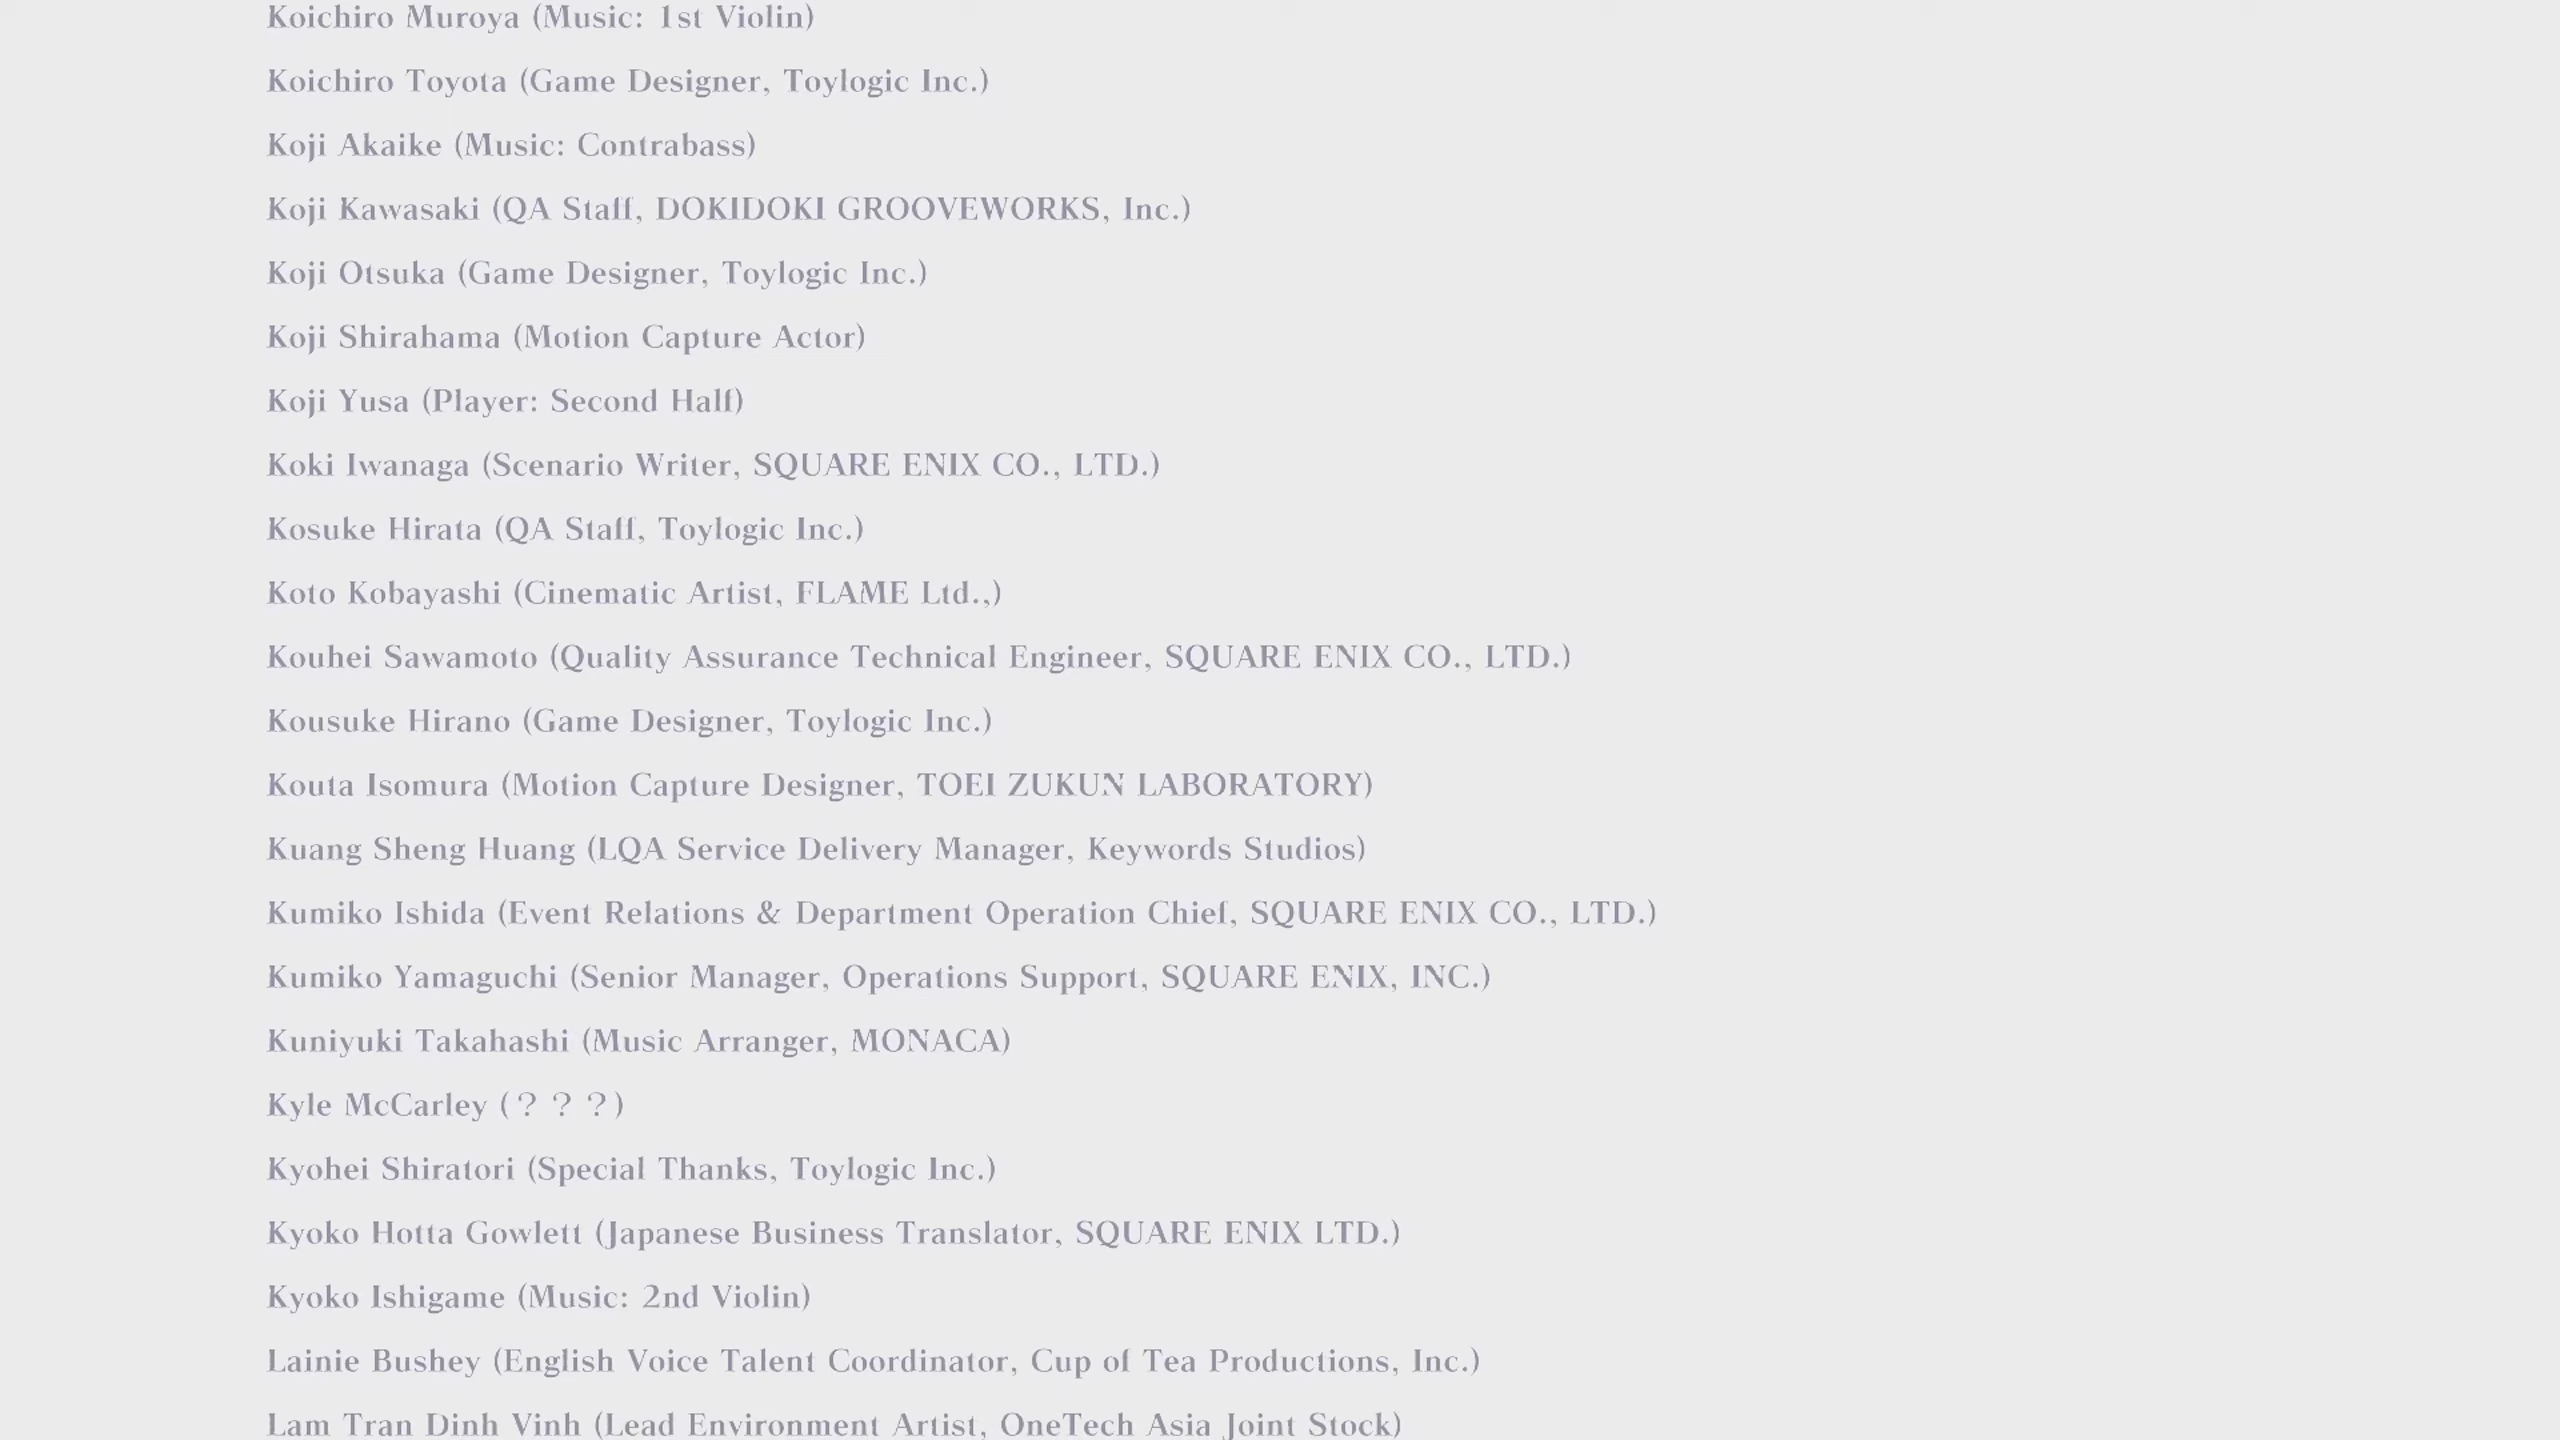 Koichiro Muroya (Music: 1st Violin)
Koichiro Toyota (Game Designer, Toylogic Inc.)
Koji Akaike (Music: Contrabass)
Koji Kawasaki (QA Staff, DOKIDOKI GROOVEWORKS, Inc.)
Koji Otsuka (Game Designer, Toylogic Inc.)
Koji Shirahama (Motion Capture Actor)
Koji Yusa (Player: Second Half)
Koki Iwanaga (Scenario Writer, SQUARE ENIX CO., LTD.)
Kosuke Hirata (QA Staff, Toylogic Inc.)
Koto Kobayashi (Cinematic Artist, FLAME Ltd.,)
Kouhei Sawamoto (Quality Assurance Technical Engineer, SQUARE ENIX CO., LTD.)
Kousuke Hirano (Game Designer, Toylogic Inc.)
Kouta Isomura (Motion Capture Designer, TOEI ZUKUN LABORATORY)
Kuang Sheng Huang (LQA Service Delivery Manager, Keywords Studios)
Kumiko Ishida (Event Relations & Department Operation Chief, SQUARE ENIX CO., LTD.)
Kumiko Yamaguchi (Senior Manager, Operations Support, SQUARE ENIX, INC.)
Kuniyuki Takahashi (Music Arranger, MONACA)
Kyle McCarley (？？？)
Kyohei Shiratori (Special Thanks, Toylogic Inc.)
Kyoko Hotta Gowlett (Japanese Business Translator, SQUARE ENIX LTD.)
Kyoko Ishigame (Music: 2nd Violin)
Lainie Bushey (English Voice Talent Coordinator, Cup of Tea Productions, Inc.)
Lam Tran Dinh Vinh (Lead Environment Artist, OneTech Asia Joint Stock)